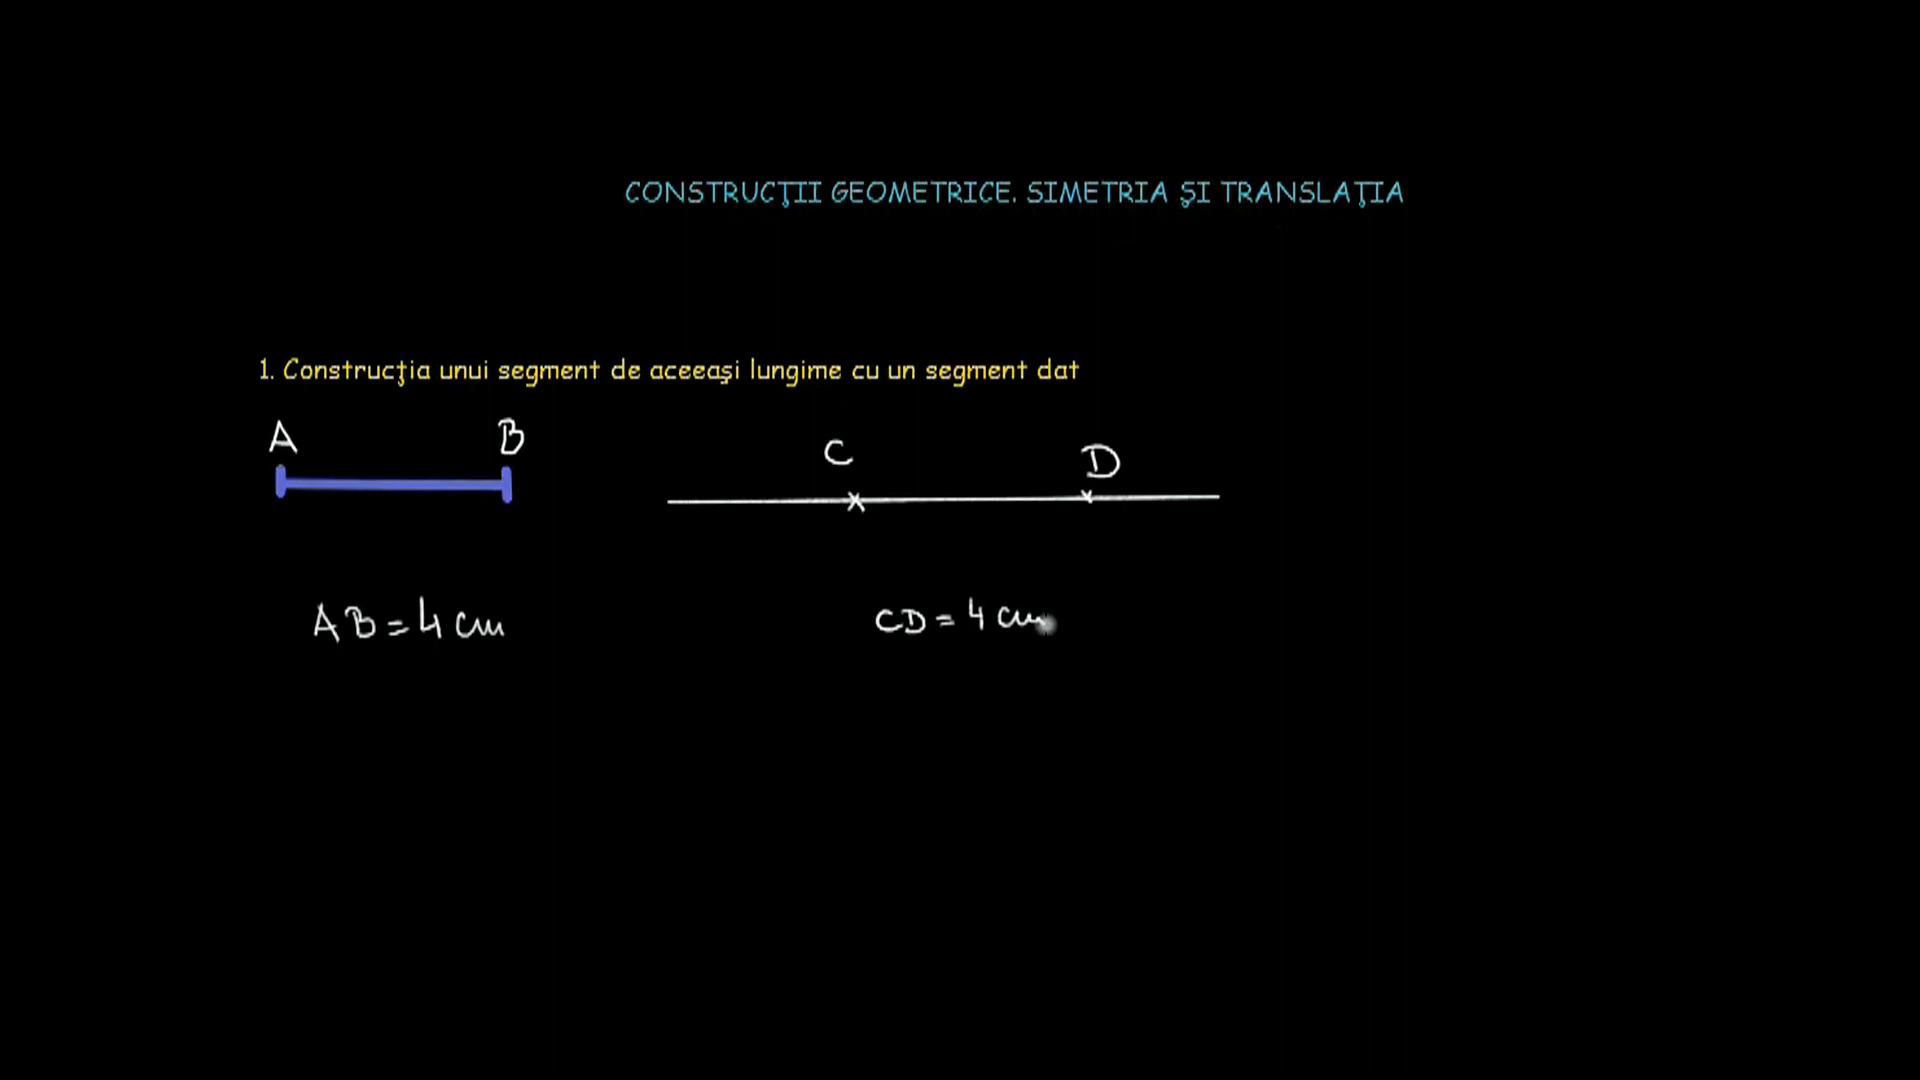 CONSTRUCŢII GEOMETRICE. SIMETRIA ŞI TRANSLAŢIA
1. Construcţia unui segment de aceeaşi lungime cu un segment dat
A B
C D
AB = 4 cm
CD = 4 cm